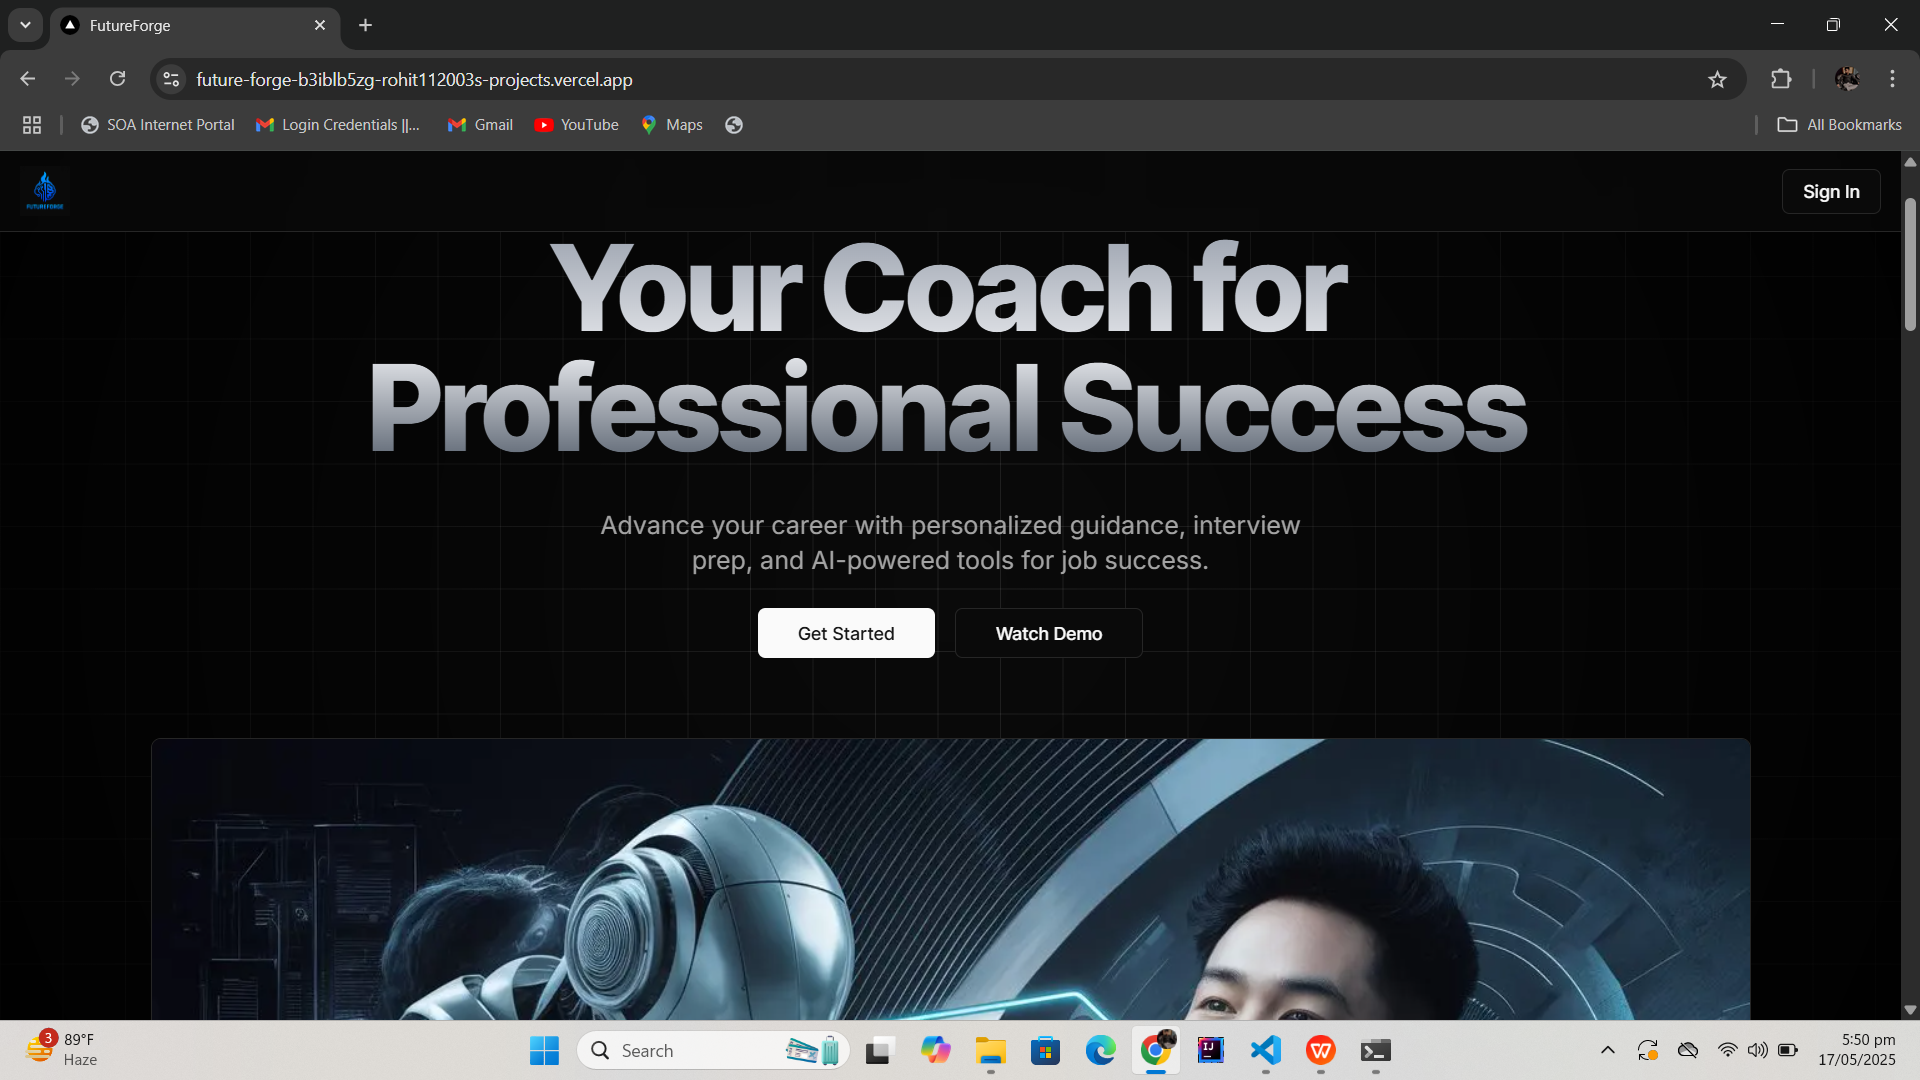 FutureForge
future-forge-b3iblb5zg-rohit112003s-projects.vercel.app
SOA Internet Portal
Login Credentials ||...
Gmail
YouTube
Maps
All Bookmarks
FUTUREFORGE
Sign In
Your Coach for
Professional Success
Advance your career with personalized guidance, interview
prep, and AI-powered tools for job success.
Get Started
Watch Demo
3
89°F
Haze
Search
IJ
W
5:50 pm
17/05/2025